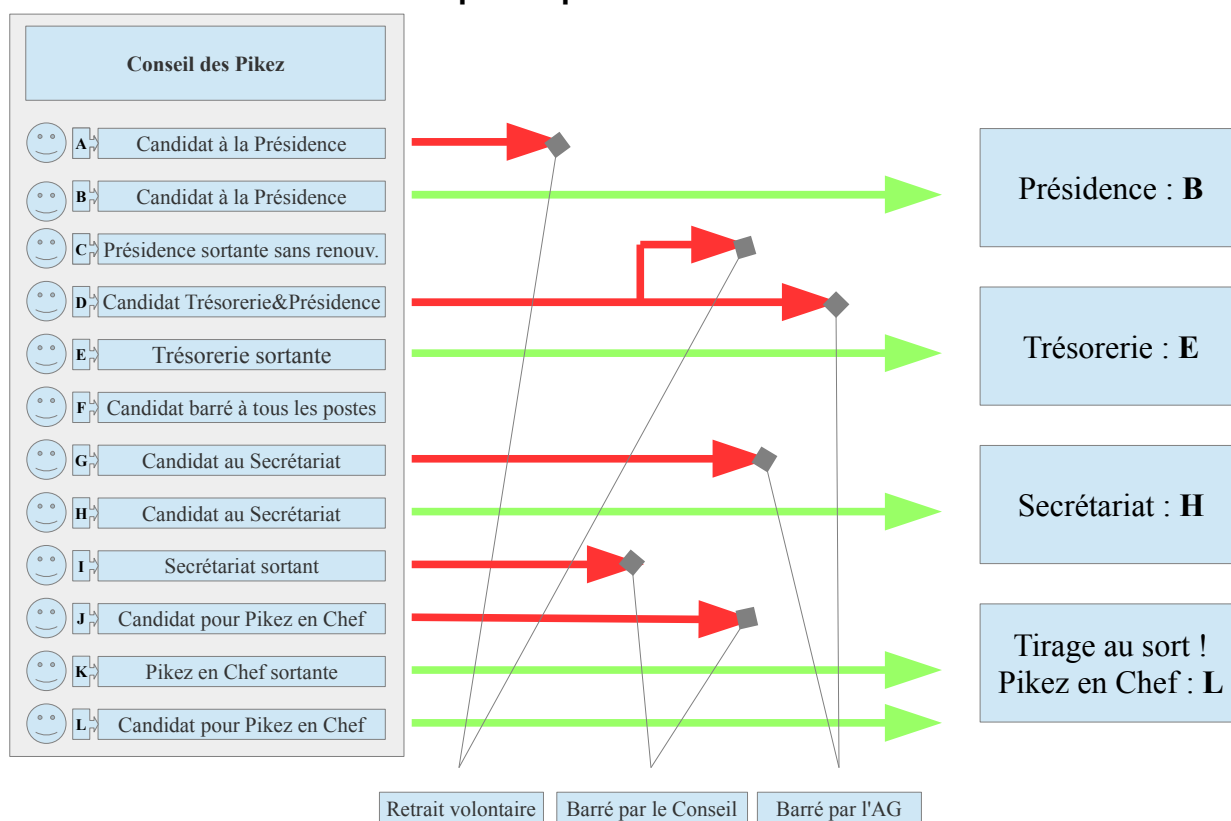 Conseil des Pikez
A Candidat à la Présidence
B Candidat à la Présidence
C Présidence sortante sans renouv.
D Candidat Trésorerie&Présidence
E Trésorerie sortante
F Candidat barré à tous les postes
G Candidat au Secrétariat
H Candidat au Secrétariat
I Secrétariat sortant
J Candidat pour Pikez en Chef
K Pikez en Chef sortante
L Candidat pour Pikez en Chef
Présidence : B
Trésorerie : E
Secrétariat : H
Tirage au sort !
Pikez en Chef : L
Retrait volontaire
Barré par le Conseil
Barré par l'AG